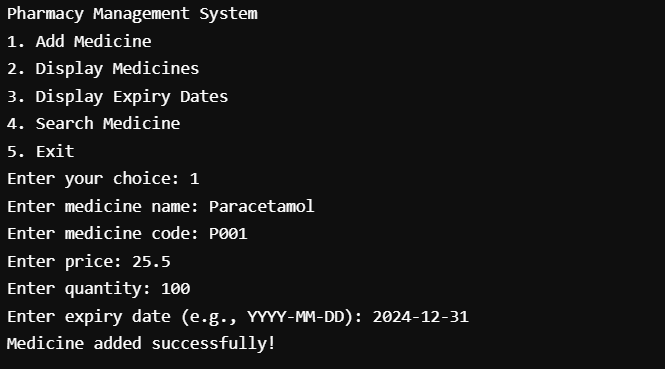 Pharmacy Management System
1. Add Medicine
2. Display Medicines
3. Display Expiry Dates
4. Search Medicine
5. Exit
Enter your choice: 1
Enter medicine name: Paracetamol
Enter medicine code: P001
Enter price: 25.5
Enter quantity: 100
Enter expiry date (e.g., YYYY-MM-DD): 2024-12-31
Medicine added successfully!